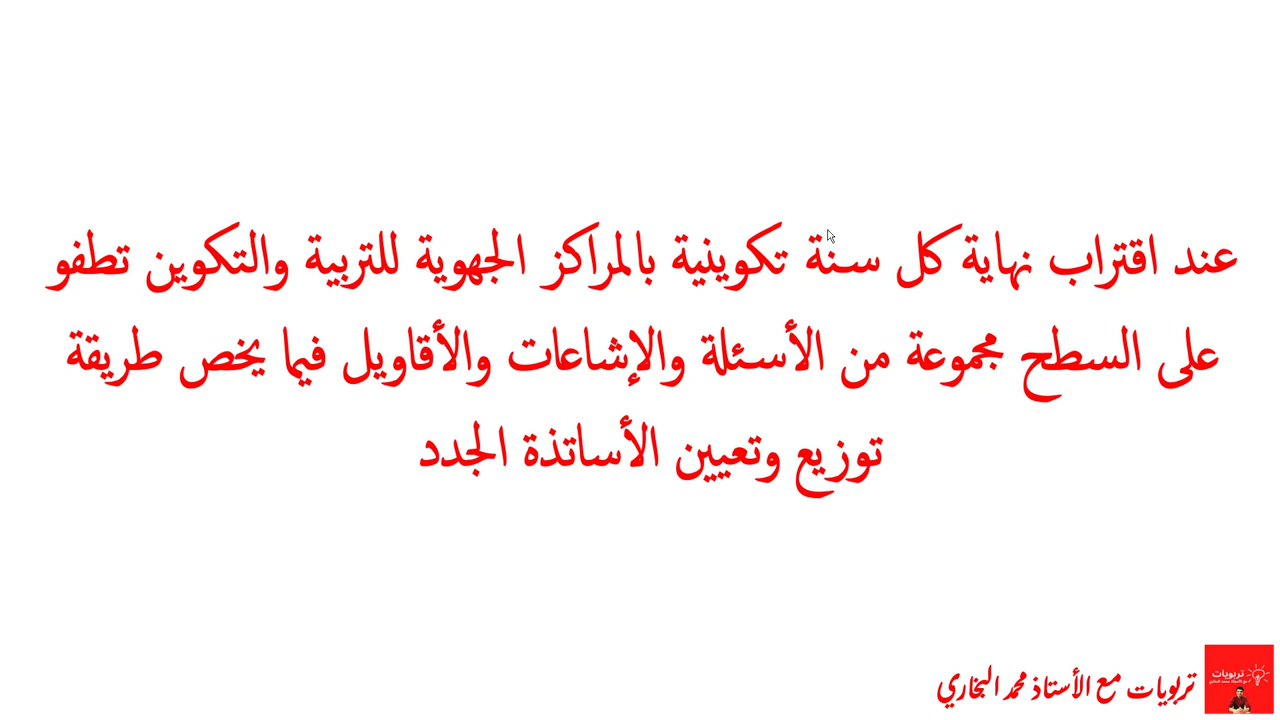 عند اقتراب نهاية كل سنة تكوينية بالمراكز الجهوية للتربية والتكوين تطفو
على السطح مجموعة من الأسئلة والإشاعات والأقاويل فيما يخص طريقة
توزيع وتعيين الأساتذة الجدد
تربويات مع الأستاذ محمد البخاري
تربويات